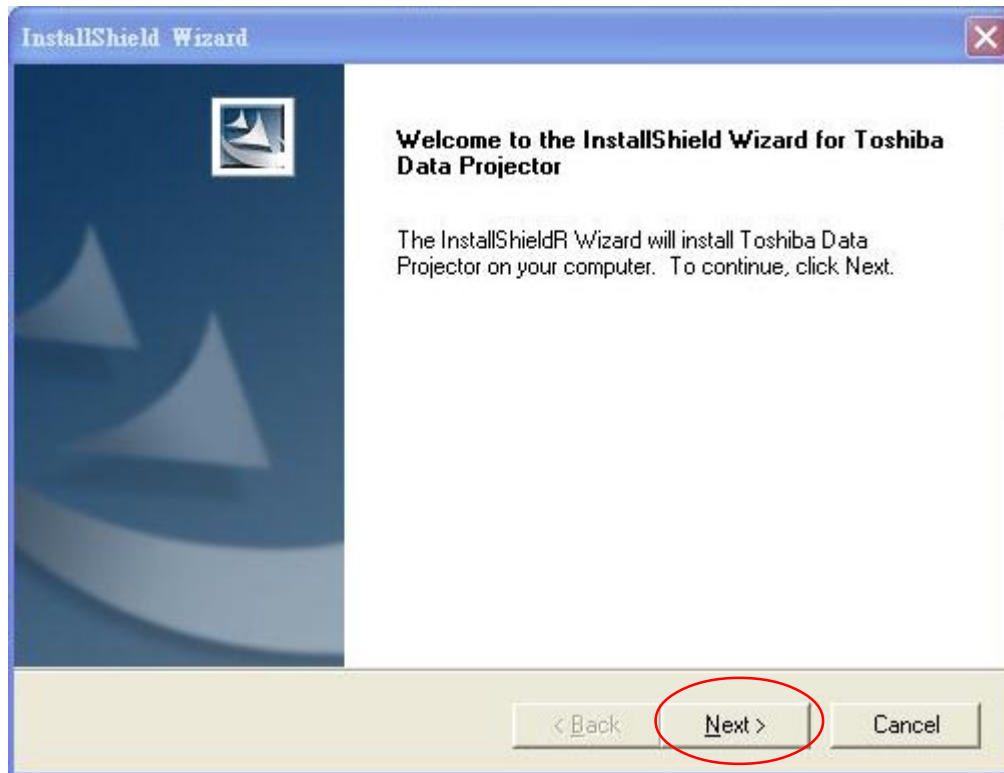 InstallShield Wizard
Welcome to the InstallShield Wizard for Toshiba
Data Projector
The InstallShieldR Wizard will install Toshiba Data
Projector on your computer. To continue, click Next.
< Back
Next >
Cancel